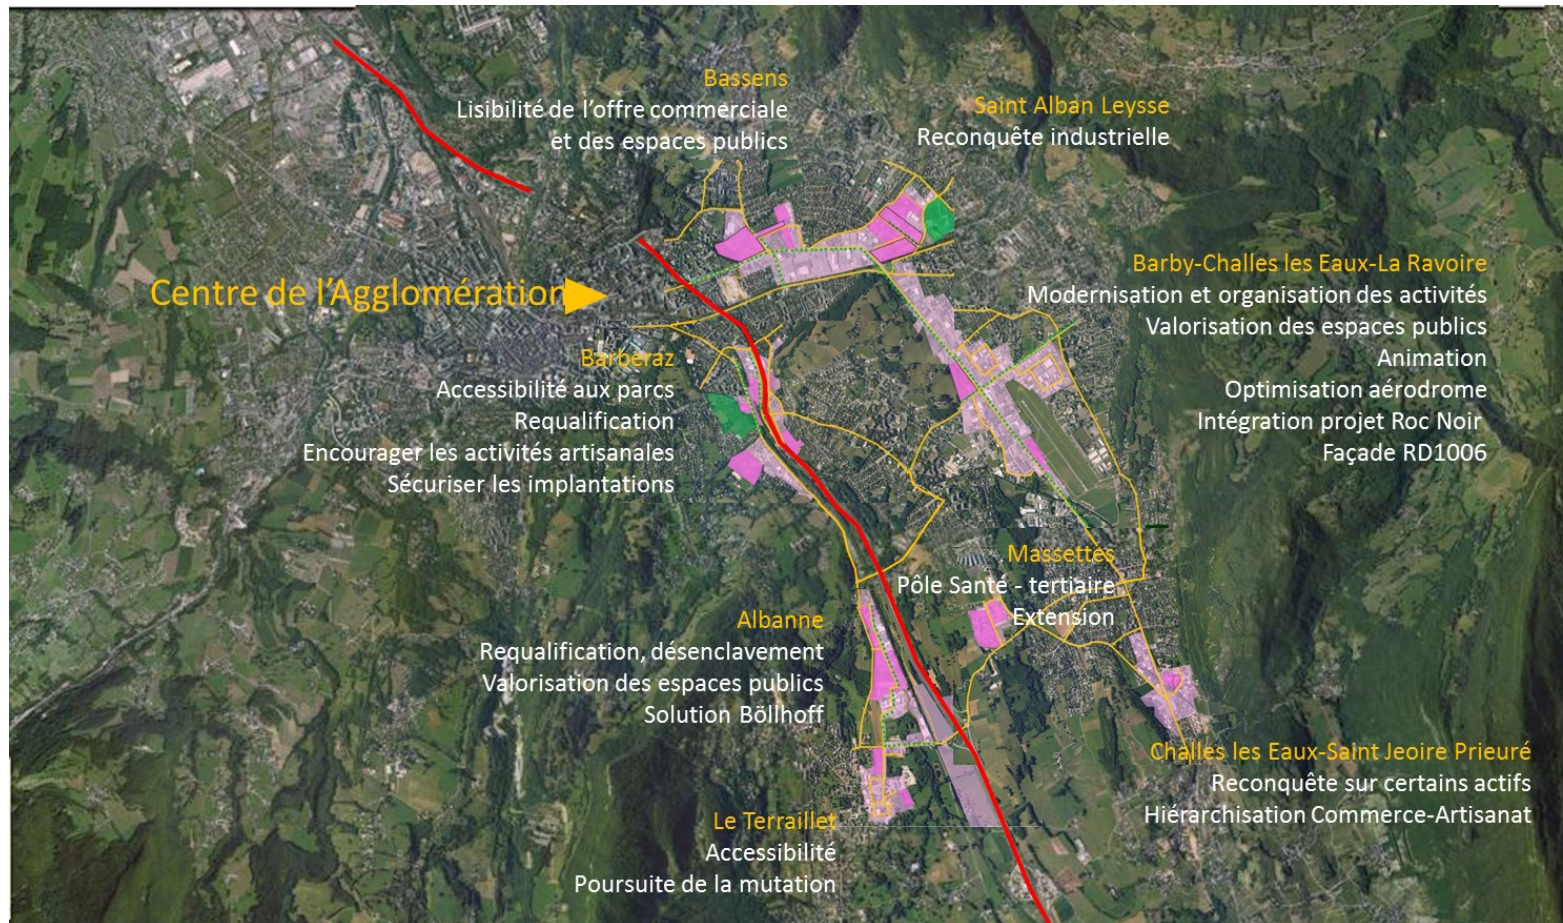 Bassens
Lisibilité de l'offre commerciale
et des espaces publics
Saint Alban Leysse
Reconquête industrielle
Centre de l'Agglomération
Barby-Challes les Eaux-La Ravoire
Modernisation et organisation des activités
Valorisation des espaces publics
Animation
Optimisation aérodrome
Intégration projet Roc Noir
Façade RD1006
Barberaz
Accessibilité aux parcs
Requalification
Encourager les activités artisanales
Sécuriser les implantations
Massettes
Pôle Santé - tertiaire
Extension
Albanne
Requalification, désenclavement
Valorisation des espaces publics
Solution Böllhoff
Challes les Eaux-Saint Jeoire Prieuré
Reconquête sur certains actifs
Hiérarchisation Commerce-Artisanat
Le Terraillet
Accessibilité
Poursuite de la mutation